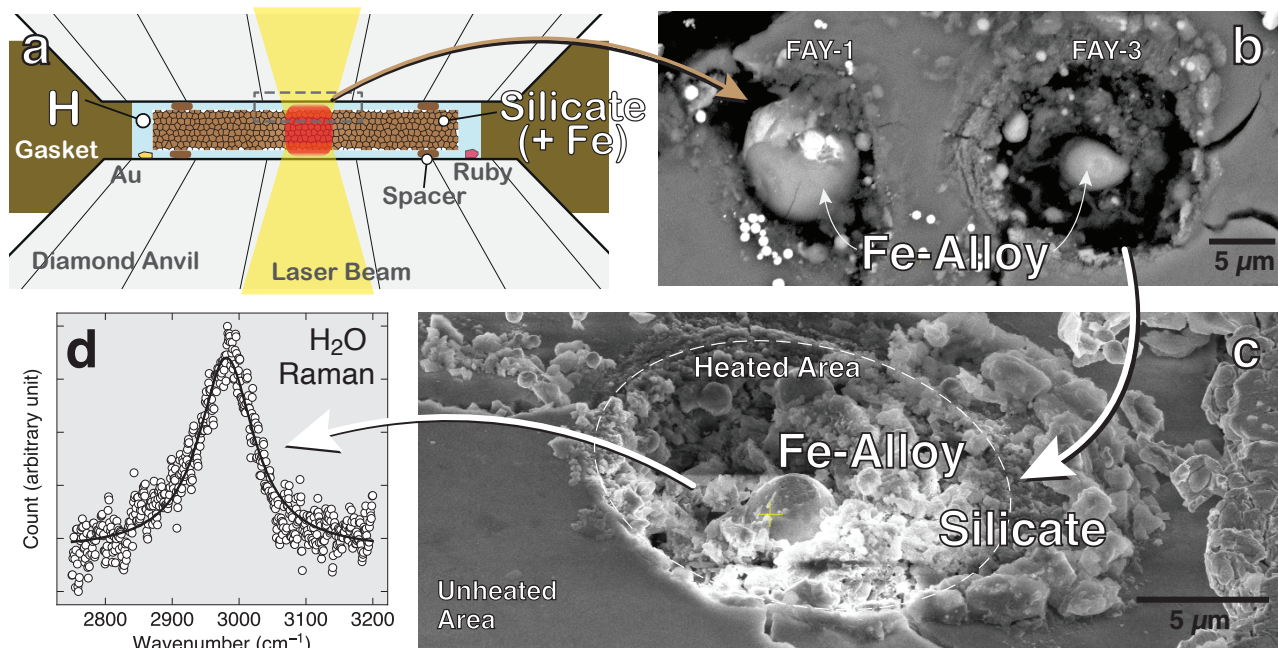 a
H
Gasket
Au
Silicate
(+ Fe)
Ruby
Spacer
Diamond Anvil
Laser Beam
b
FAY-1
FAY-3
Fe-Alloy
5 µm
c
Heated Area
Fe-Alloy
Silicate
Unheated
Area
5 µm
d
H₂O
Raman
Count (arbitrary unit)
2800 2900 3000 3100 3200
Wavenumber (cm⁻¹)